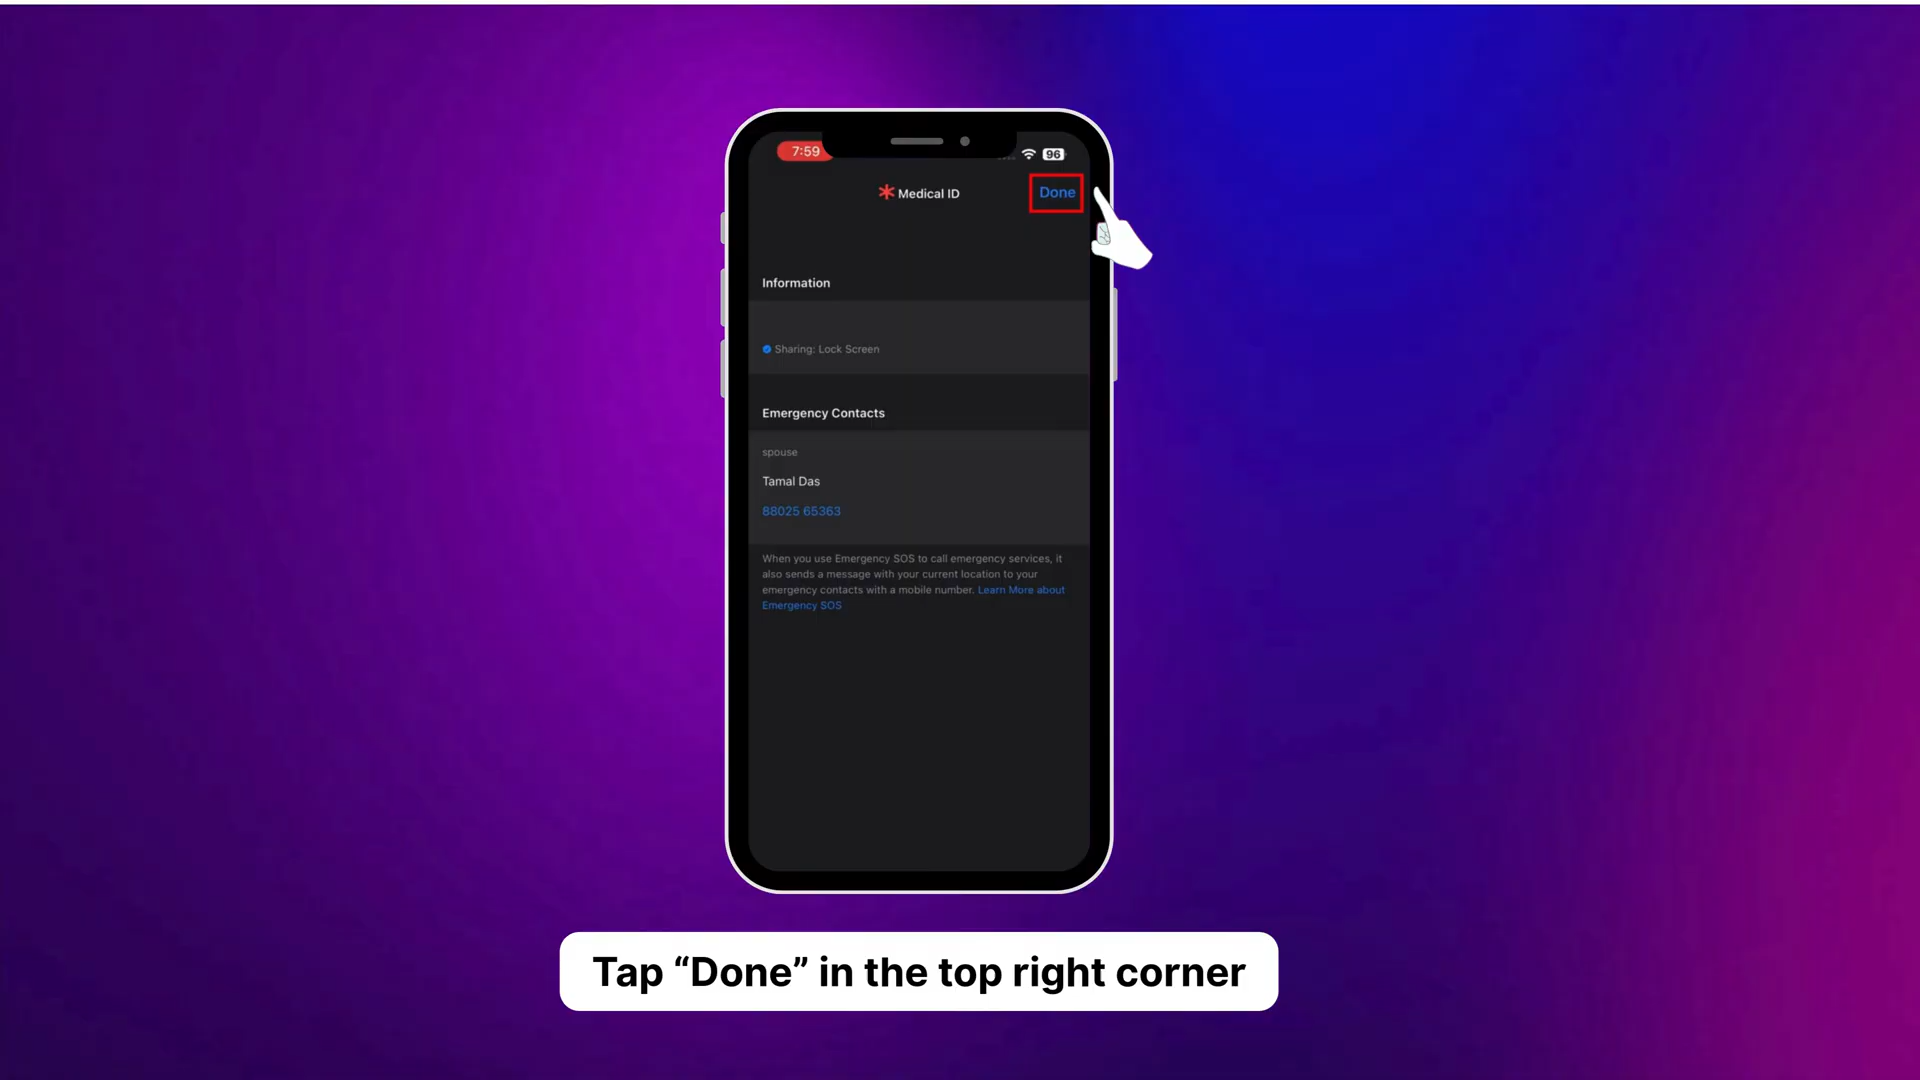 7:59
96
Medical ID
Done
Information
Sharing: Lock Screen
Emergency Contacts
spouse
Tamal Das
88025 65363
When you use Emergency SOS to call emergency services, it
also sends a message with your current location to your
emergency contacts with a mobile number. Learn More about
Emergency SOS
Tap “Done” in the top right corner